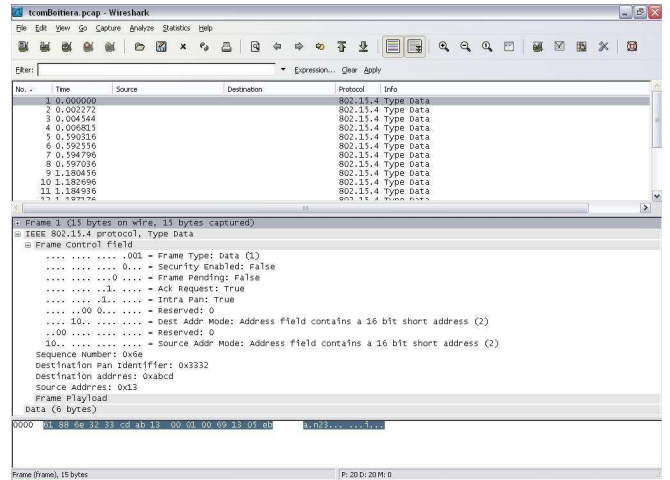 tcomBoitiera.pcap - Wireshark
File Edit View Go Capture Analyze Statistics Help
Filter: Expression... Clear Apply
No. - Time Source Destination Protocol Info
1 0.000000 802.15.4 Type Data
2 0.002272 802.15.4 Type Data
3 0.004544 802.15.4 Type Data
4 0.006815 802.15.4 Type Data
5 0.590316 802.15.4 Type Data
6 0.592556 802.15.4 Type Data
7 0.594796 802.15.4 Type Data
8 0.597036 802.15.4 Type Data
9 1.180456 802.15.4 Type Data
10 1.182696 802.15.4 Type Data
11 1.184936 802.15.4 Type Data
12 1.187176 802.15.4 Type Data
Frame 1 (15 bytes on wire, 15 bytes captured)
IEEE 802.15.4 protocol, Type Data
Frame Control field
.... .... .... .001 = Frame Type: Data (1)
.... .... .... 0... = Security Enabled: False
.... .... ...0 .... = Frame Pending: False
.... .... ..1. .... = Ack Request: True
.... .... .1.. .... = Intra Pan: True
.... ..00 0... .... = Reserved: 0
.... 10.. .... .... = Dest Addr Mode: Address field contains a 16 bit short address (2)
..00 .... .... .... = Reserved: 0
10.. .... .... .... = Source Addr Mode: Address field contains a 16 bit short address (2)
Sequence Number: 0x6e
Destination Pan Identifier: 0x3332
Destination addrres: 0xabcd
Source Addrres: 0x13
Frame Playload
Data (6 bytes)
0000 61 88 6e 32 33 cd ab 13 00 01 00 69 13 05 eb a.n23... ...i...
Frame (frame), 15 bytes P: 20 D: 20 M: 0